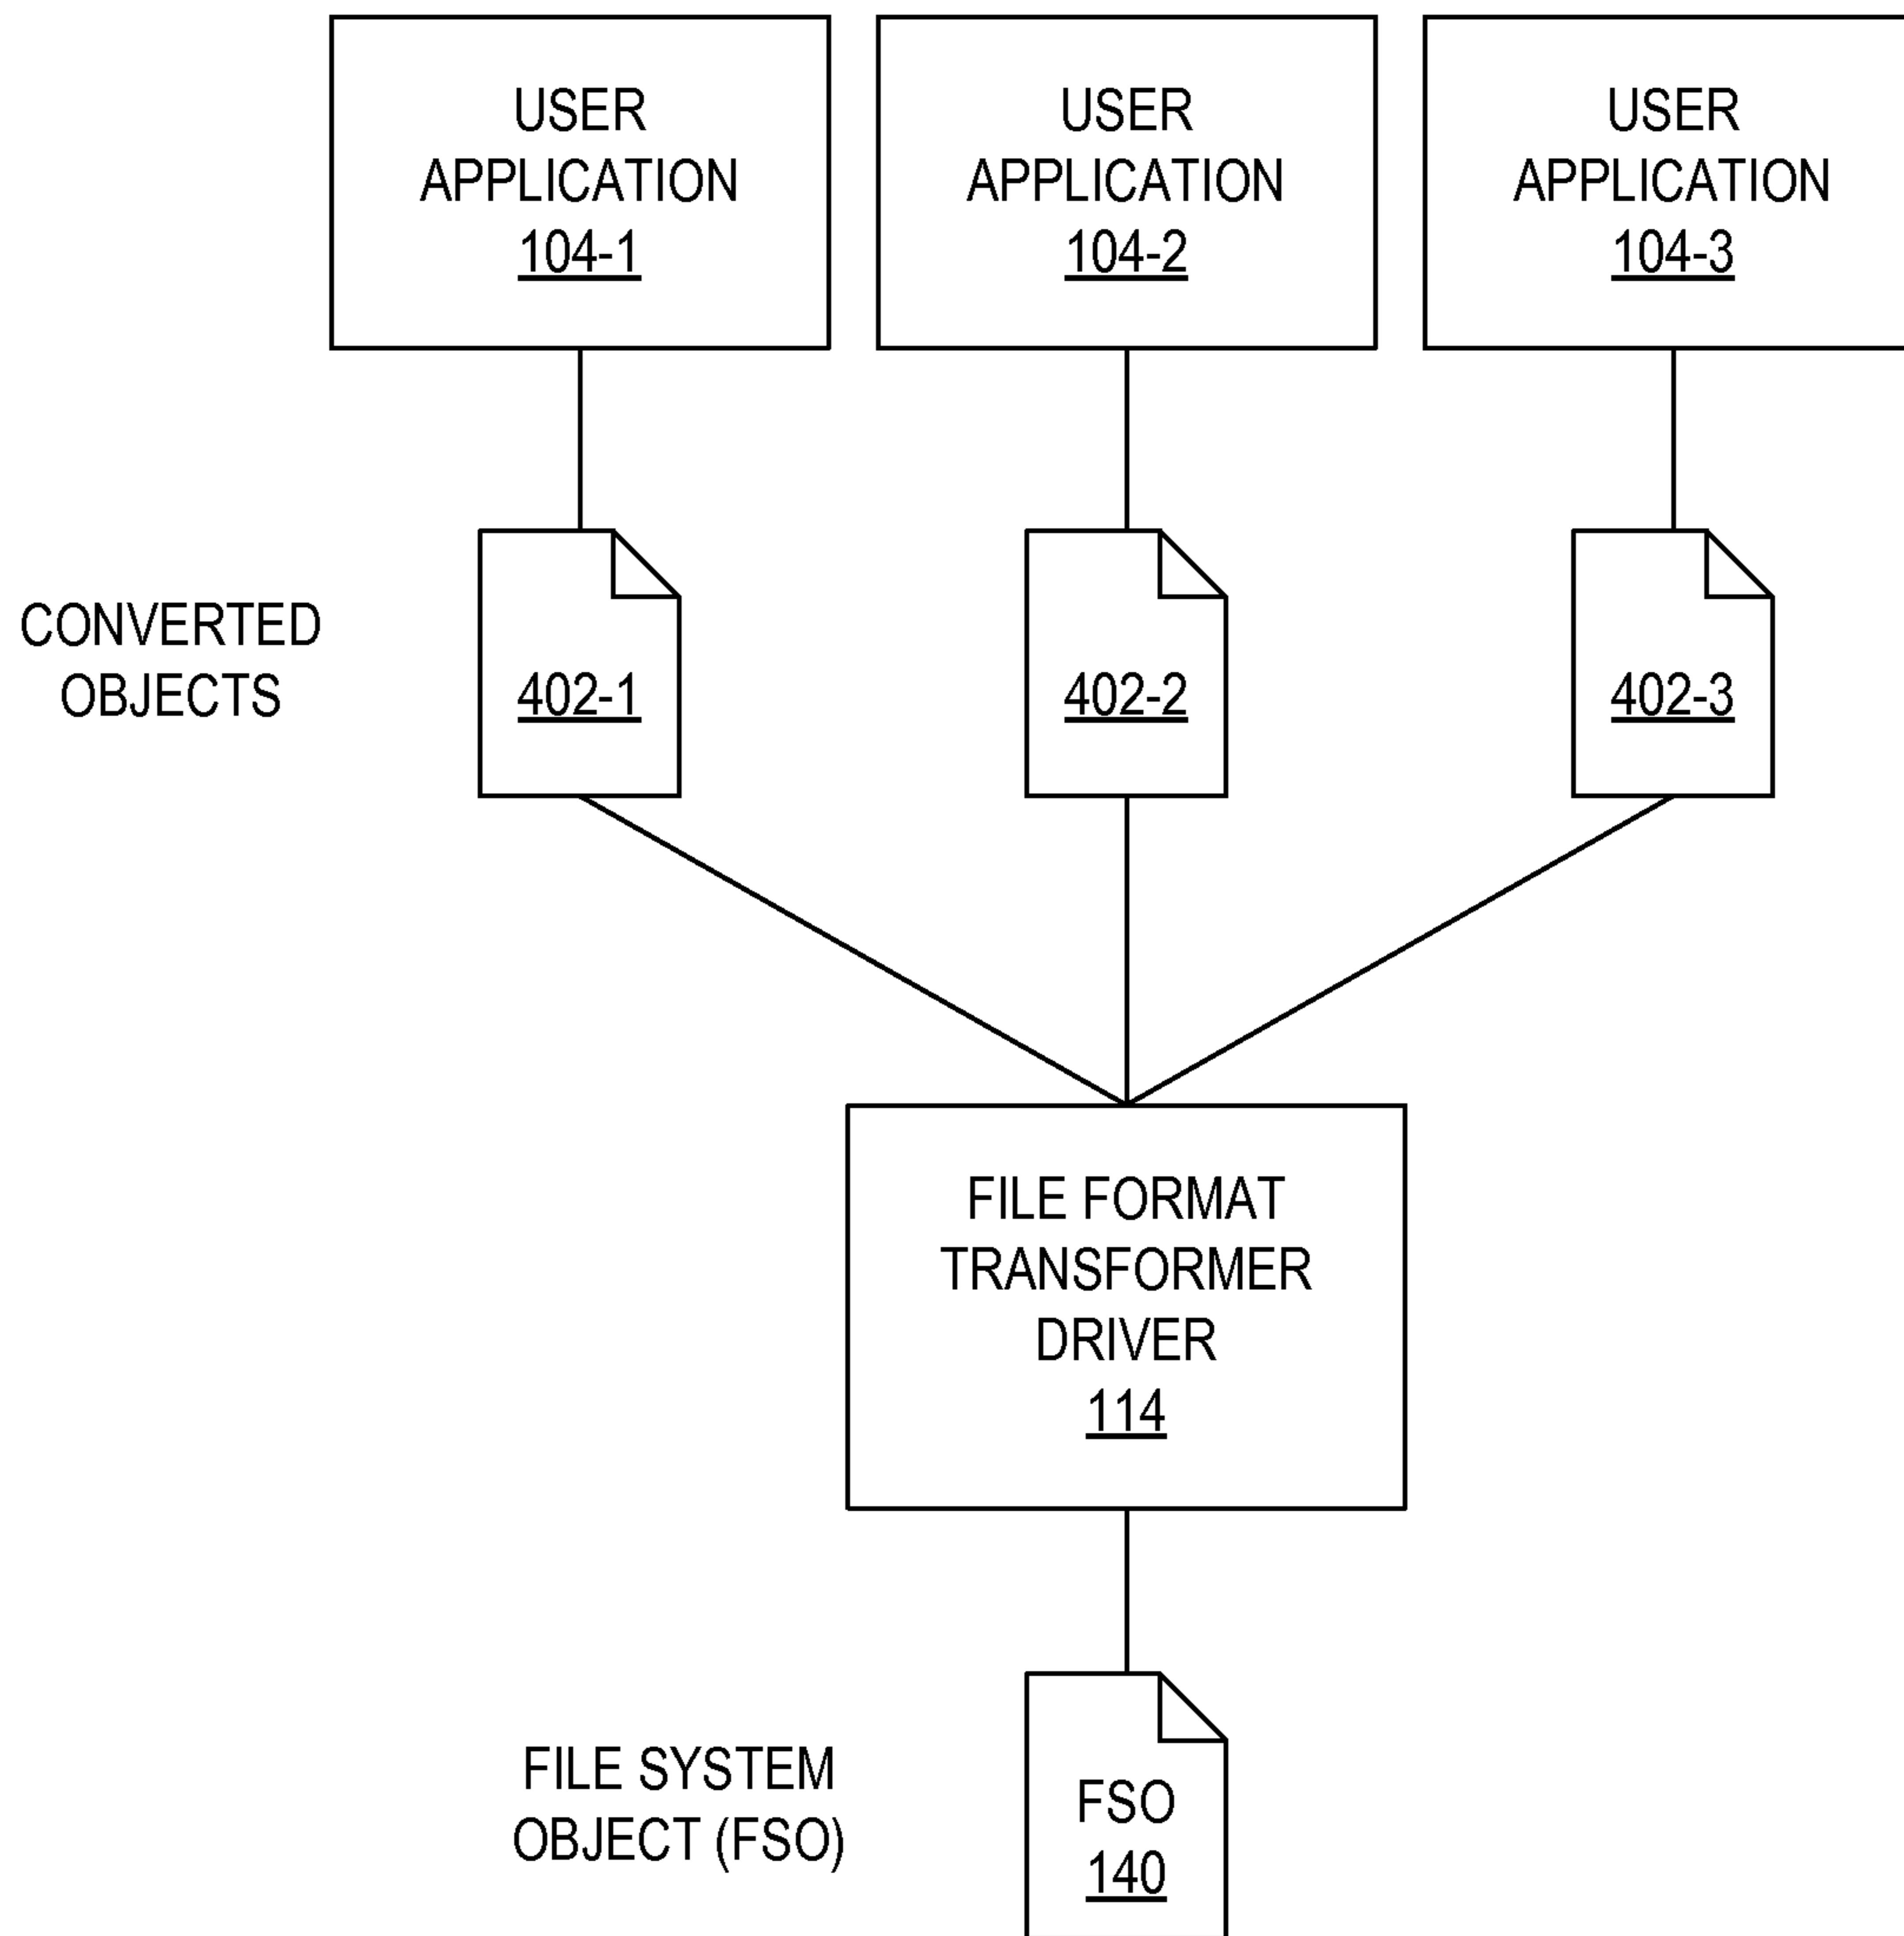 USER
APPLICATION
104-1
USER
APPLICATION
104-2
USER
APPLICATION
104-3
CONVERTED
OBJECTS
402-1
402-2
402-3
FILE FORMAT
TRANSFORMER
DRIVER
114
FILE SYSTEM
OBJECT (FSO)
FSO
140